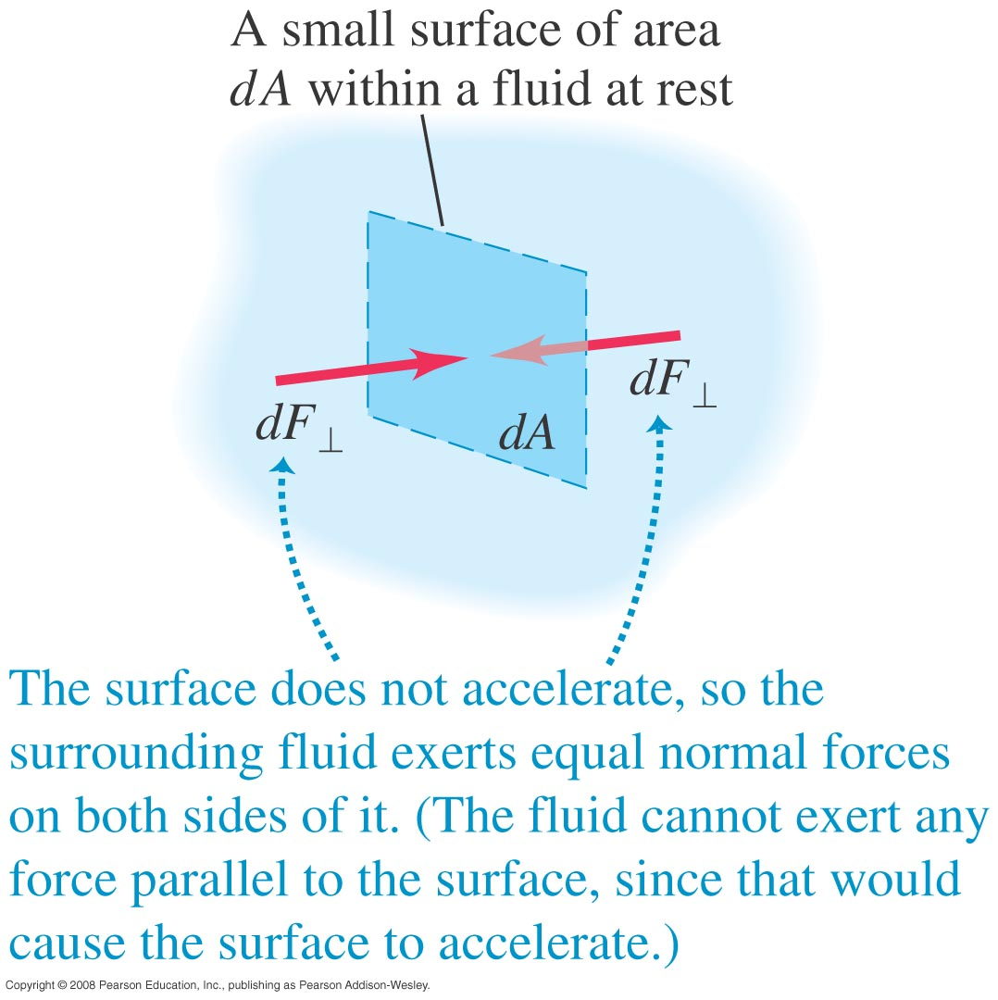 A small surface of area
dA within a fluid at rest
dF⊥
dF⊥
dA
The surface does not accelerate, so the
surrounding fluid exerts equal normal forces
on both sides of it. (The fluid cannot exert any
force parallel to the surface, since that would
cause the surface to accelerate.)
Copyright © 2008 Pearson Education, Inc., publishing as Pearson Addison-Wesley.